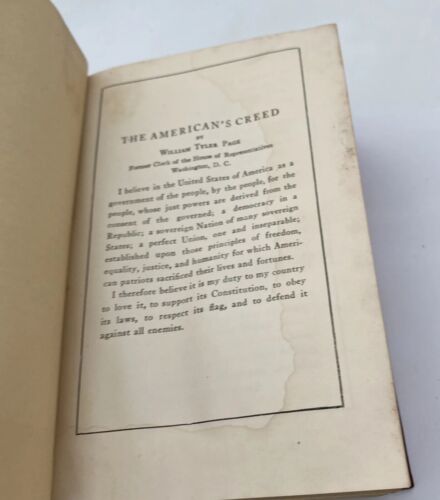 THE AMERICAN'S CREED
BY
WILLIAM TYLER PAGE
Former Clerk of the House of Representatives
Washington, D. C.
I believe in the United States of America as a
government of the people, by the people, for the
people, whose just powers are derived from the
consent of the governed; a democracy in a
Republic; a sovereign Nation of many sovereign
States; a perfect Union, one and inseparable;
established upon those principles of freedom,
equality, justice, and humanity for which Ameri-
can patriots sacrificed their lives and fortunes.
I therefore believe it is my duty to my country
to love it, to support its Constitution, to obey
its laws, to respect its flag, and to defend it
against all enemies.